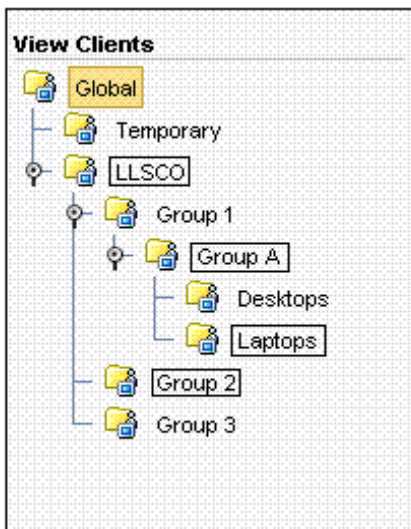 View Clients
Global
Temporary
LLSCO
Group 1
Group A
Desktops
Laptops
Group 2
Group 3